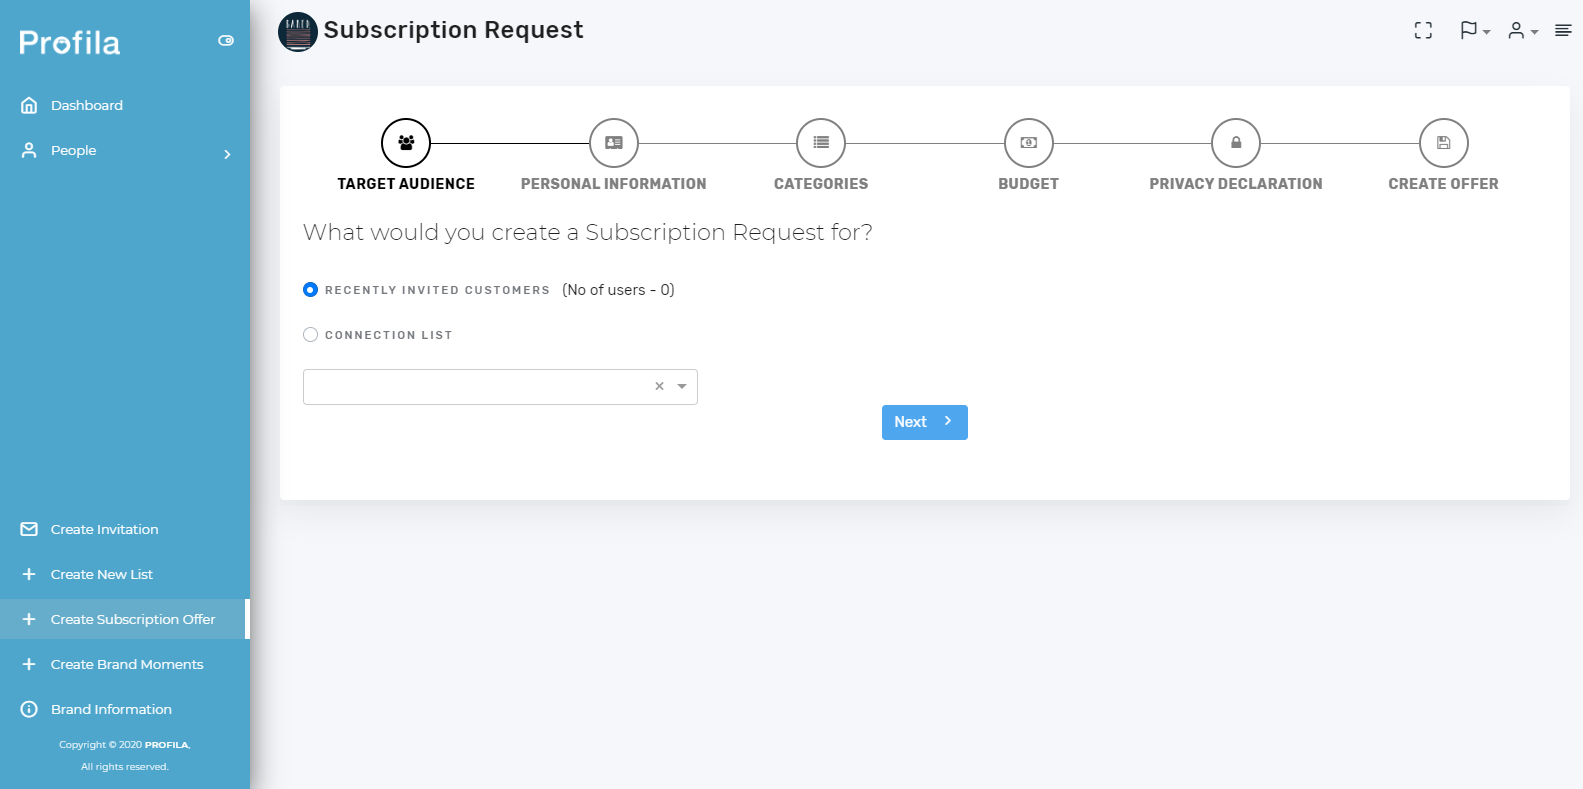 Profila
Dashboard
People
Create Invitation
Create New List
Create Subscription Offer
Create Brand Moments
Brand Information
Copyright © 2020 PROFILA,
All rights reserved.
Subscription Request
TARGET AUDIENCE
PERSONAL INFORMATION
CATEGORIES
BUDGET
PRIVACY DECLARATION
CREATE OFFER
What would you create a Subscription Request for?
RECENTLY INVITED CUSTOMERS (No of users - 0)
CONNECTION LIST
Next